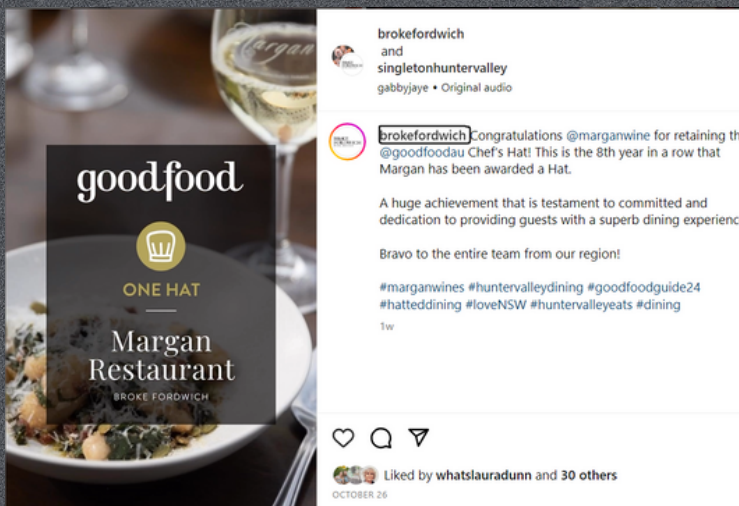 Margan
goodfood
ONE HAT
Margan
Restaurant
BROKE FORDWICH
brokefordwich
and
singletonhuntervalley
gabbyjaye • Original audio
brokefordwich Congratulations @marganwine for retaining th
@goodfoodau Chef's Hat! This is the 8th year in a row that
Margan has been awarded a Hat.
A huge achievement that is testament to committed and
dedication to providing guests with a superb dining experienc
Bravo to the entire team from our region!
#marganwines #huntervalleydining #goodfoodguide24
#hatteddining #loveNSW #huntervalleyeats #dining
1w
Liked by whatslauradunn and 30 others
OCTOBER 26